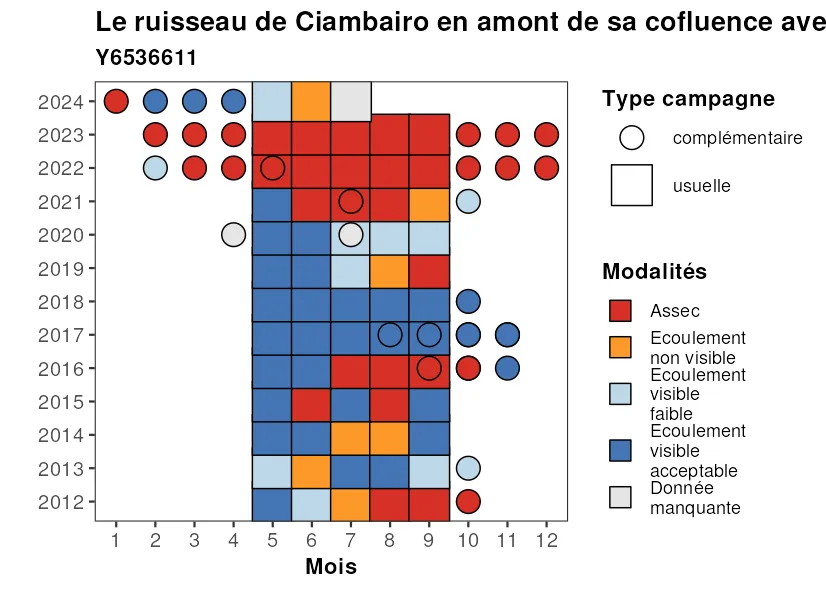 Le ruisseau de Ciambairo en amont de sa cofluence ave
Y6536611
2024
2023
2022
2021
2020
2019
2018
2017
2016
2015
2014
2013
2012
1 2 3 4 5 6 7 8 9 10 11 12
Mois
Type campagne
complémentaire
usuelle
Modalités
Assec
Ecoulement
non visible
Ecoulement
visible
faible
Ecoulement
visible
acceptable
Donnée
manquante